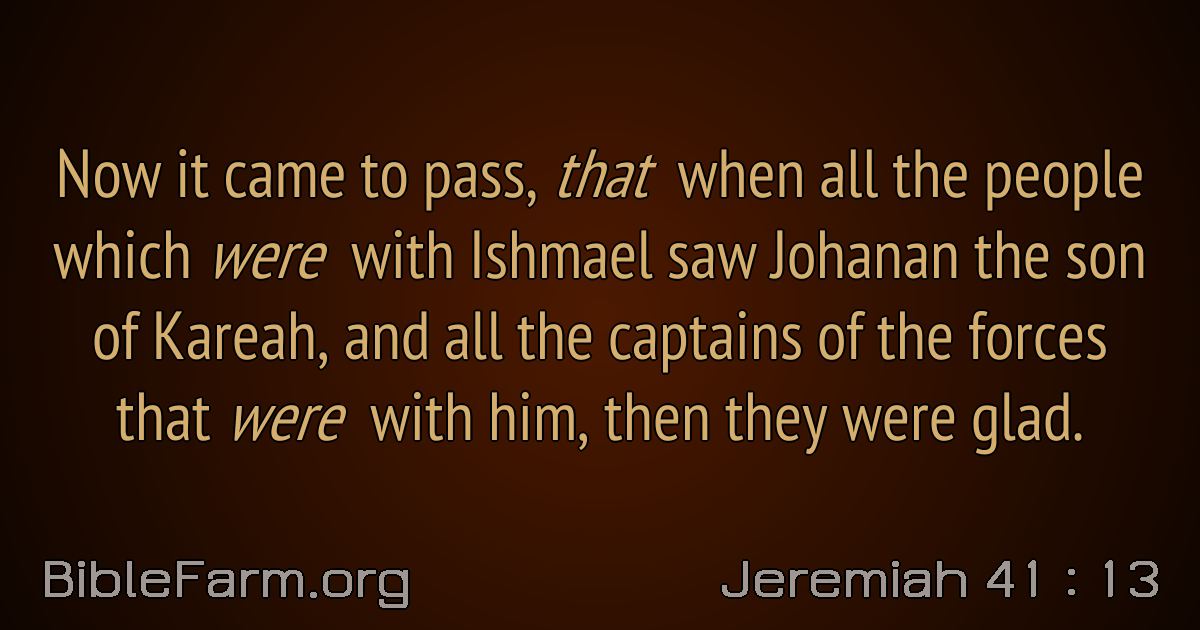 Now it came to pass, that when all the people
which were with Ishmael saw Johanan the son
of Kareah, and all the captains of the forces
that were with him, then they were glad.
BibleFarm.org
Jeremiah 41 : 13